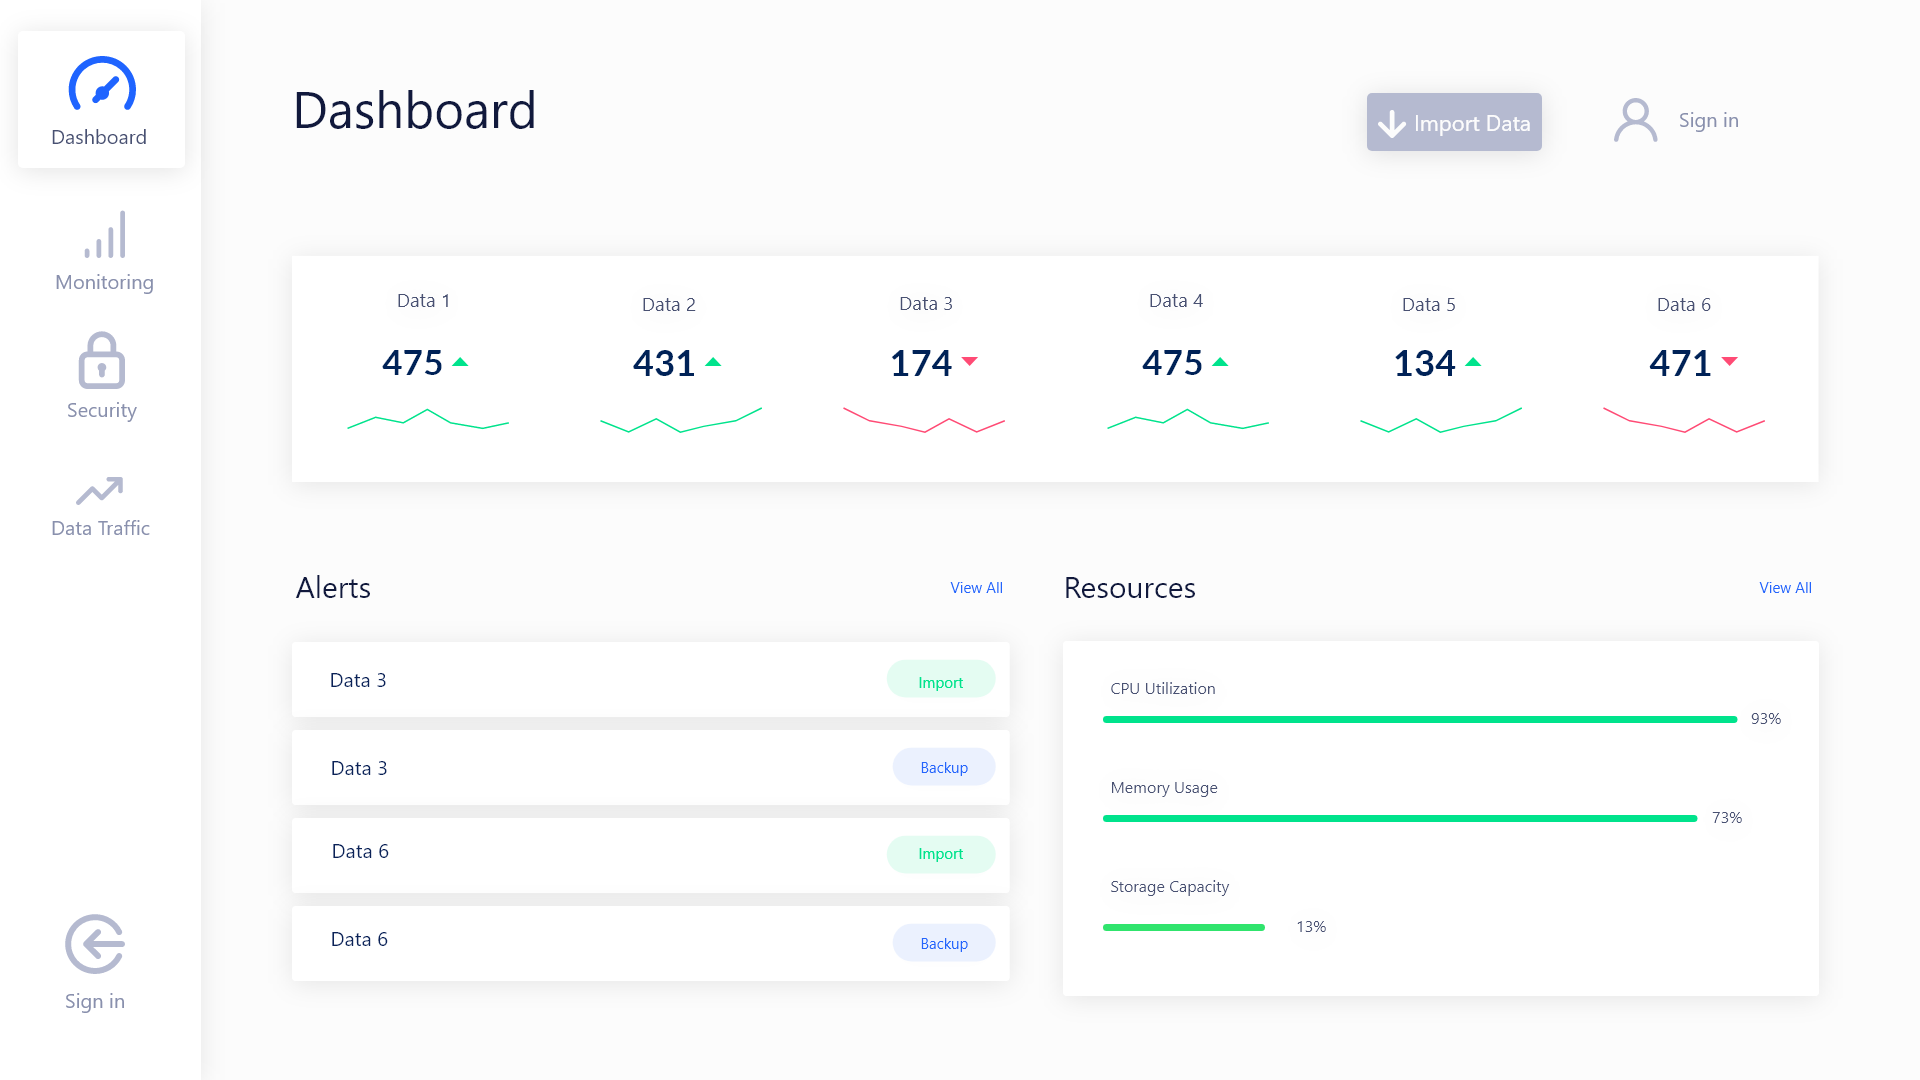 Dashboard
Monitoring
Security
Data Traffic
Sign in
Dashboard
Import Data
Sign in
Data 1
475
Data 2
431
Data 3
174
Data 4
475
Data 5
134
Data 6
471
Alerts
View All
Data 3
Import
Data 3
Backup
Data 6
Import
Data 6
Backup
Resources
View All
CPU Utilization
93%
Memory Usage
73%
Storage Capacity
13%